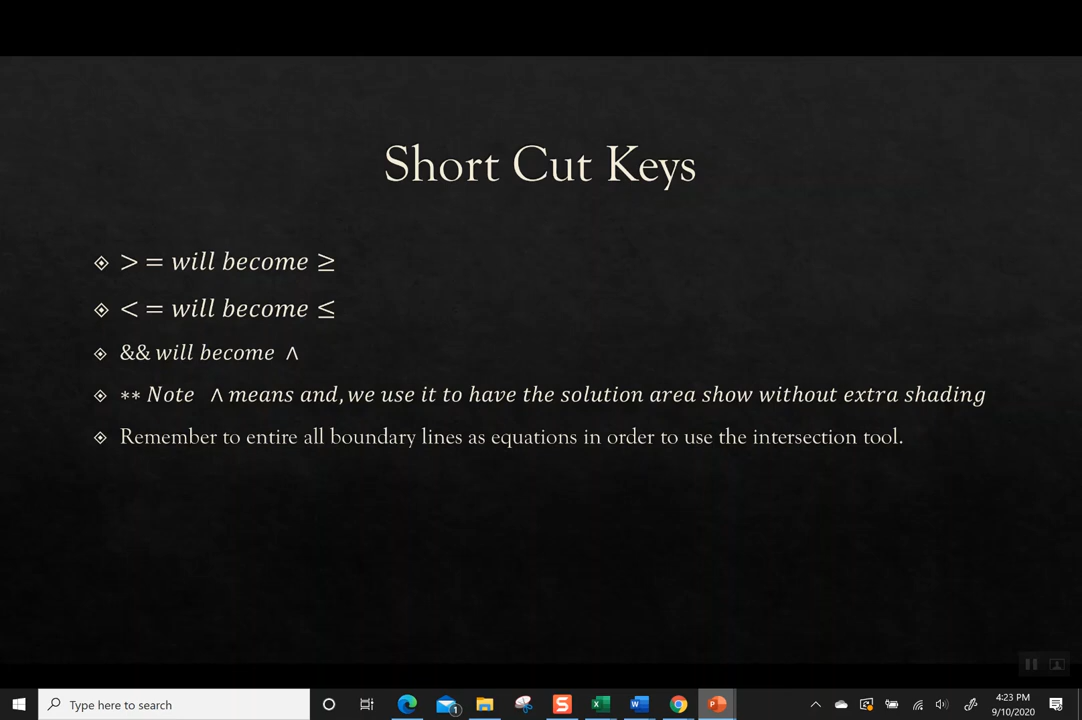 Short Cut Keys
> = will become ≥
< = will become ≤
&& will become ∧
** Note ∧ means and, we use it to have the solution area show without extra shading
Remember to entire all boundary lines as equations in order to use the intersection tool.
Type here to search
1
S
X
W
P
4:23 PM
9/10/2020